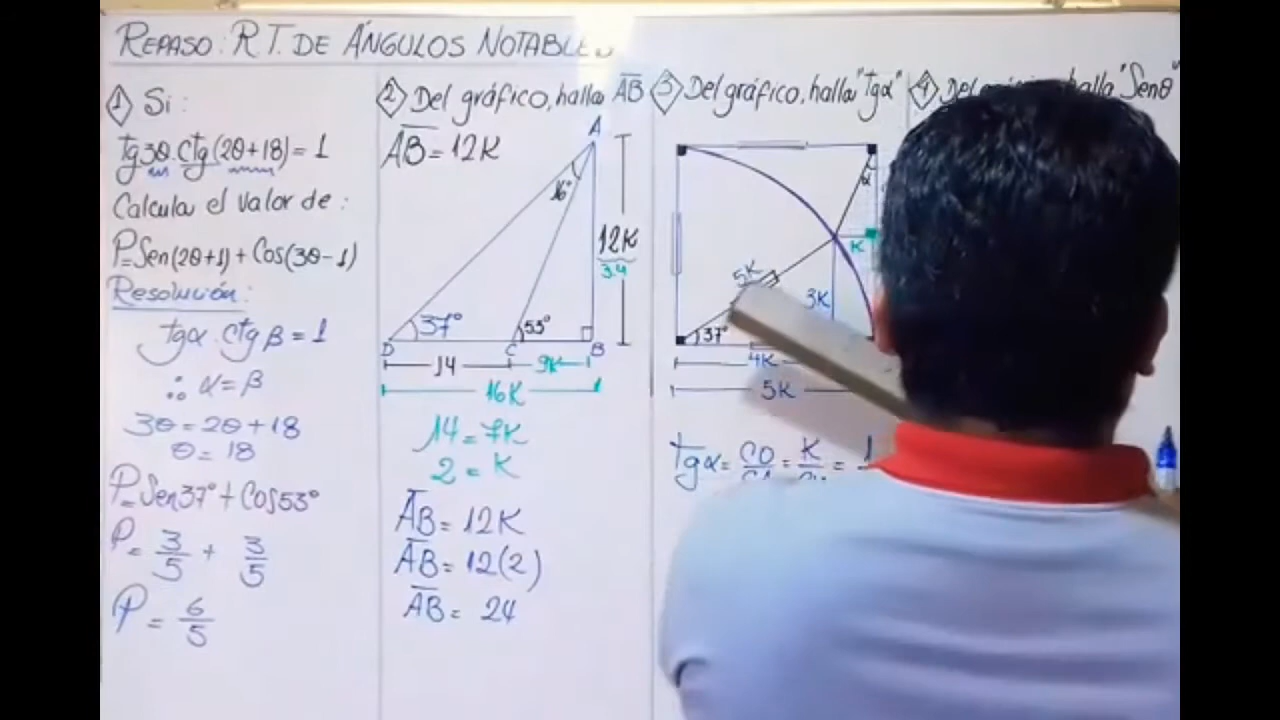 REPASO: R.T. DE ÁNGULOS NOTABLE
1 Si:
tg3θ.ctg(2θ+18)=1
Calcula el valor de:
P=Sen(2θ+1)+Cos(3θ-1)
Resolución:
tgα.ctgβ=1
∴ α=β
3θ=2θ+18
θ=18
P=Sen37°+Cos53°
P=3/5+3/5
P=6/5
2 Del gráfico, halla AB
AB=12K
A
16°
12K
3.4
37°
53°
D
C
B
14
9K
16K
14=7K
2=K
AB=12K
AB=12(2)
AB=24
3 Del gráfico, halla "tgα"
α
K
5K
3K
37°
4K
5K
tgα=CO/CA=K/2K=1
4 Del halla "Senθ"